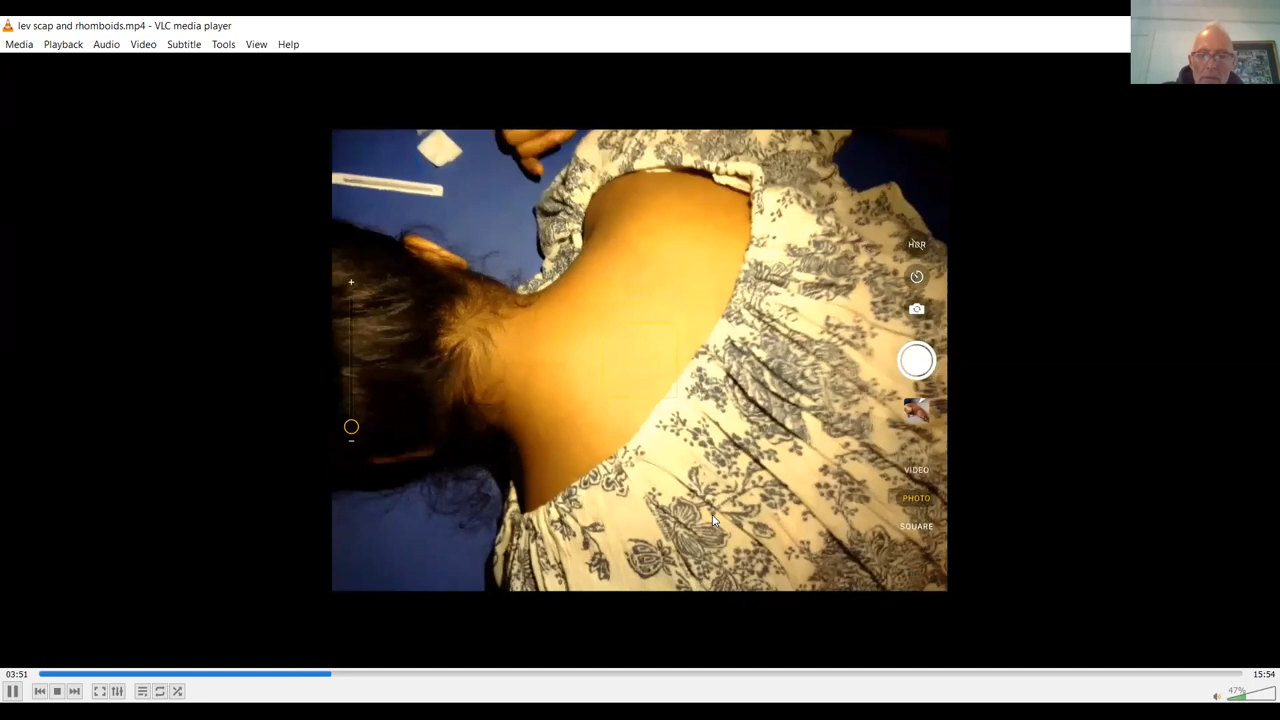 lev scap and rhomboids.mp4 - VLC media player
Media Playback Audio Video Subtitle Tools View Help
+
HDR
−
VIDEO
PHOTO
SQUARE
03:51
15:54
47%